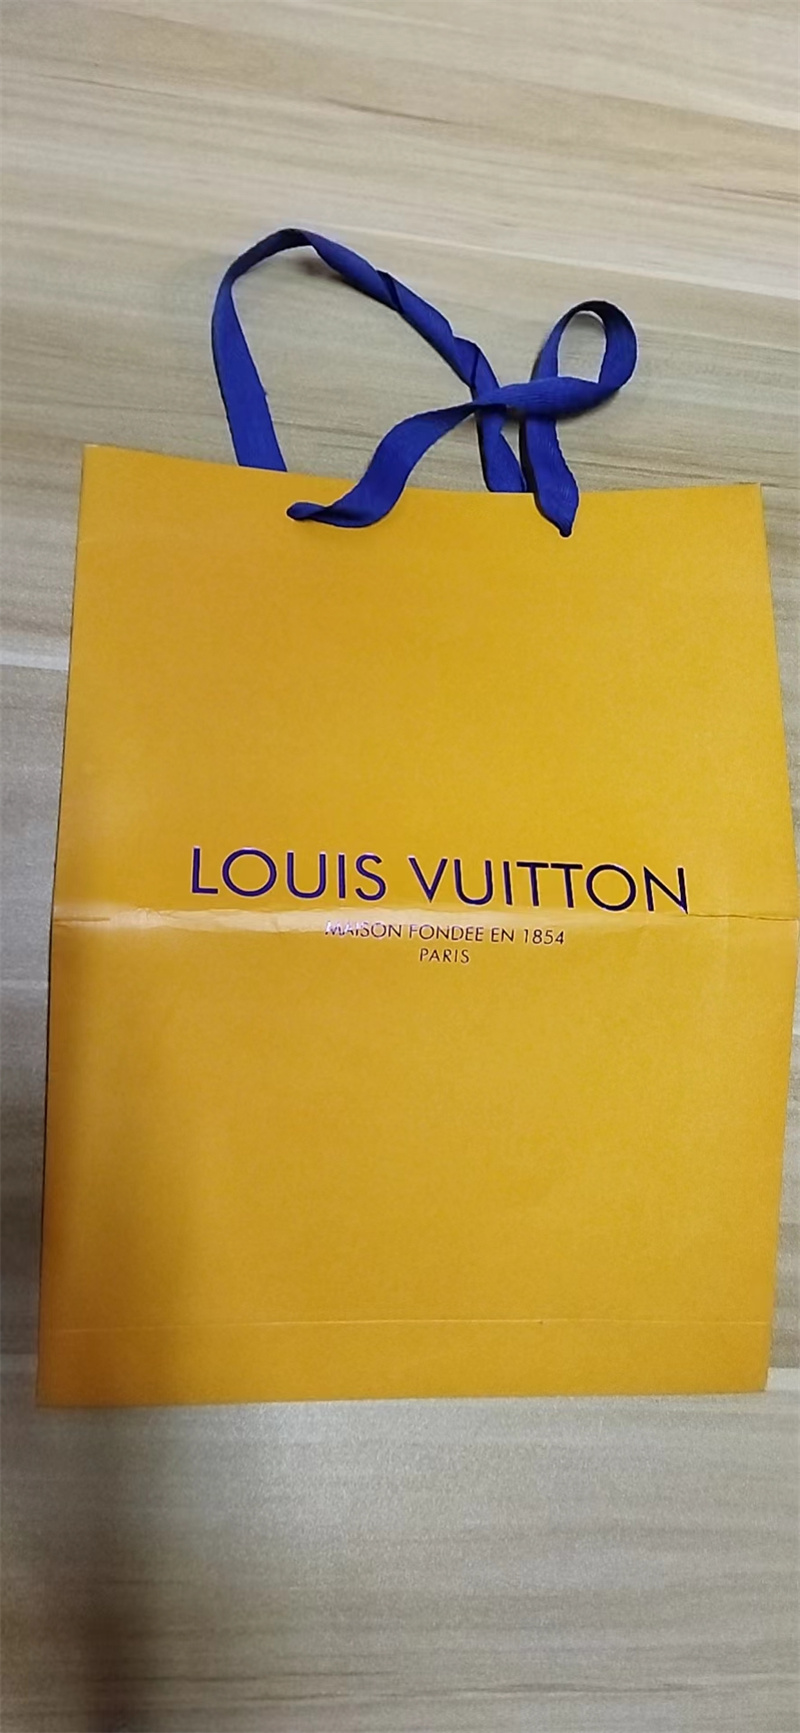 LOUIS VUITTON
MAISON FONDEE EN 1854
PARIS